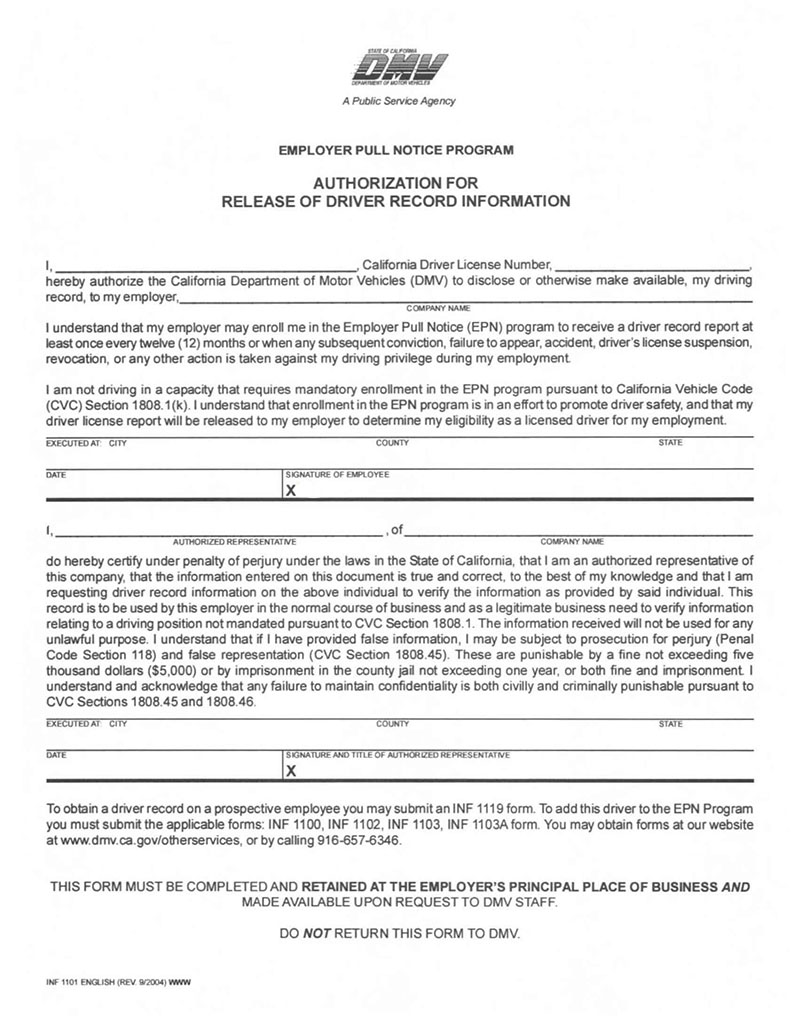 STATE OF CALIFORNIA
DMV
DEPARTMENT OF MOTOR VEHICLES
A Public Service Agency
EMPLOYER PULL NOTICE PROGRAM
AUTHORIZATION FOR
RELEASE OF DRIVER RECORD INFORMATION
I, , California Driver License Number, ,
hereby authorize the California Department of Motor Vehicles (DMV) to disclose or otherwise make available, my driving
record, to my employer,
COMPANY NAME
I understand that my employer may enroll me in the Employer Pull Notice (EPN) program to receive a driver record report at
least once every twelve (12) months or when any subsequent conviction, failure to appear, accident, driver's license suspension,
revocation, or any other action is taken against my driving privilege during my employment.
I am not driving in a capacity that requires mandatory enrollment in the EPN program pursuant to California Vehicle Code
(CVC) Section 1808.1(k). I understand that enrollment in the EPN program is in an effort to promote driver safety, and that my
driver license report will be released to my employer to determine my eligibility as a licensed driver for my employment.
EXECUTED AT: CITY COUNTY STATE
DATE SIGNATURE OF EMPLOYEE
X
I, , of
AUTHORIZED REPRESENTATIVE COMPANY NAME
do hereby certify under penalty of perjury under the laws in the State of California, that I am an authorized representative of
this company, that the information entered on this document is true and correct, to the best of my knowledge and that I am
requesting driver record information on the above individual to verify the information as provided by said individual. This
record is to be used by this employer in the normal course of business and as a legitimate business need to verify information
relating to a driving position not mandated pursuant to CVC Section 1808.1. The information received will not be used for any
unlawful purpose. I understand that if I have provided false information, I may be subject to prosecution for perjury (Penal
Code Section 118) and false representation (CVC Section 1808.45). These are punishable by a fine not exceeding five
thousand dollars ($5,000) or by imprisonment in the county jail not exceeding one year, or both fine and imprisonment. I
understand and acknowledge that any failure to maintain confidentiality is both civilly and criminally punishable pursuant to
CVC Sections 1808.45 and 1808.46.
EXECUTED AT: CITY COUNTY STATE
DATE SIGNATURE AND TITLE OF AUTHORIZED REPRESENTATIVE
X
To obtain a driver record on a prospective employee you may submit an INF 1119 form. To add this driver to the EPN Program
you must submit the applicable forms: INF 1100, INF 1102, INF 1103, INF 1103A form. You may obtain forms at our website
at www.dmv.ca.gov/otherservices, or by calling 916-657-6346.
THIS FORM MUST BE COMPLETED AND RETAINED AT THE EMPLOYER'S PRINCIPAL PLACE OF BUSINESS AND
MADE AVAILABLE UPON REQUEST TO DMV STAFF.
DO NOT RETURN THIS FORM TO DMV.
INF 1101 ENGLISH (REV. 9/2004) WWW